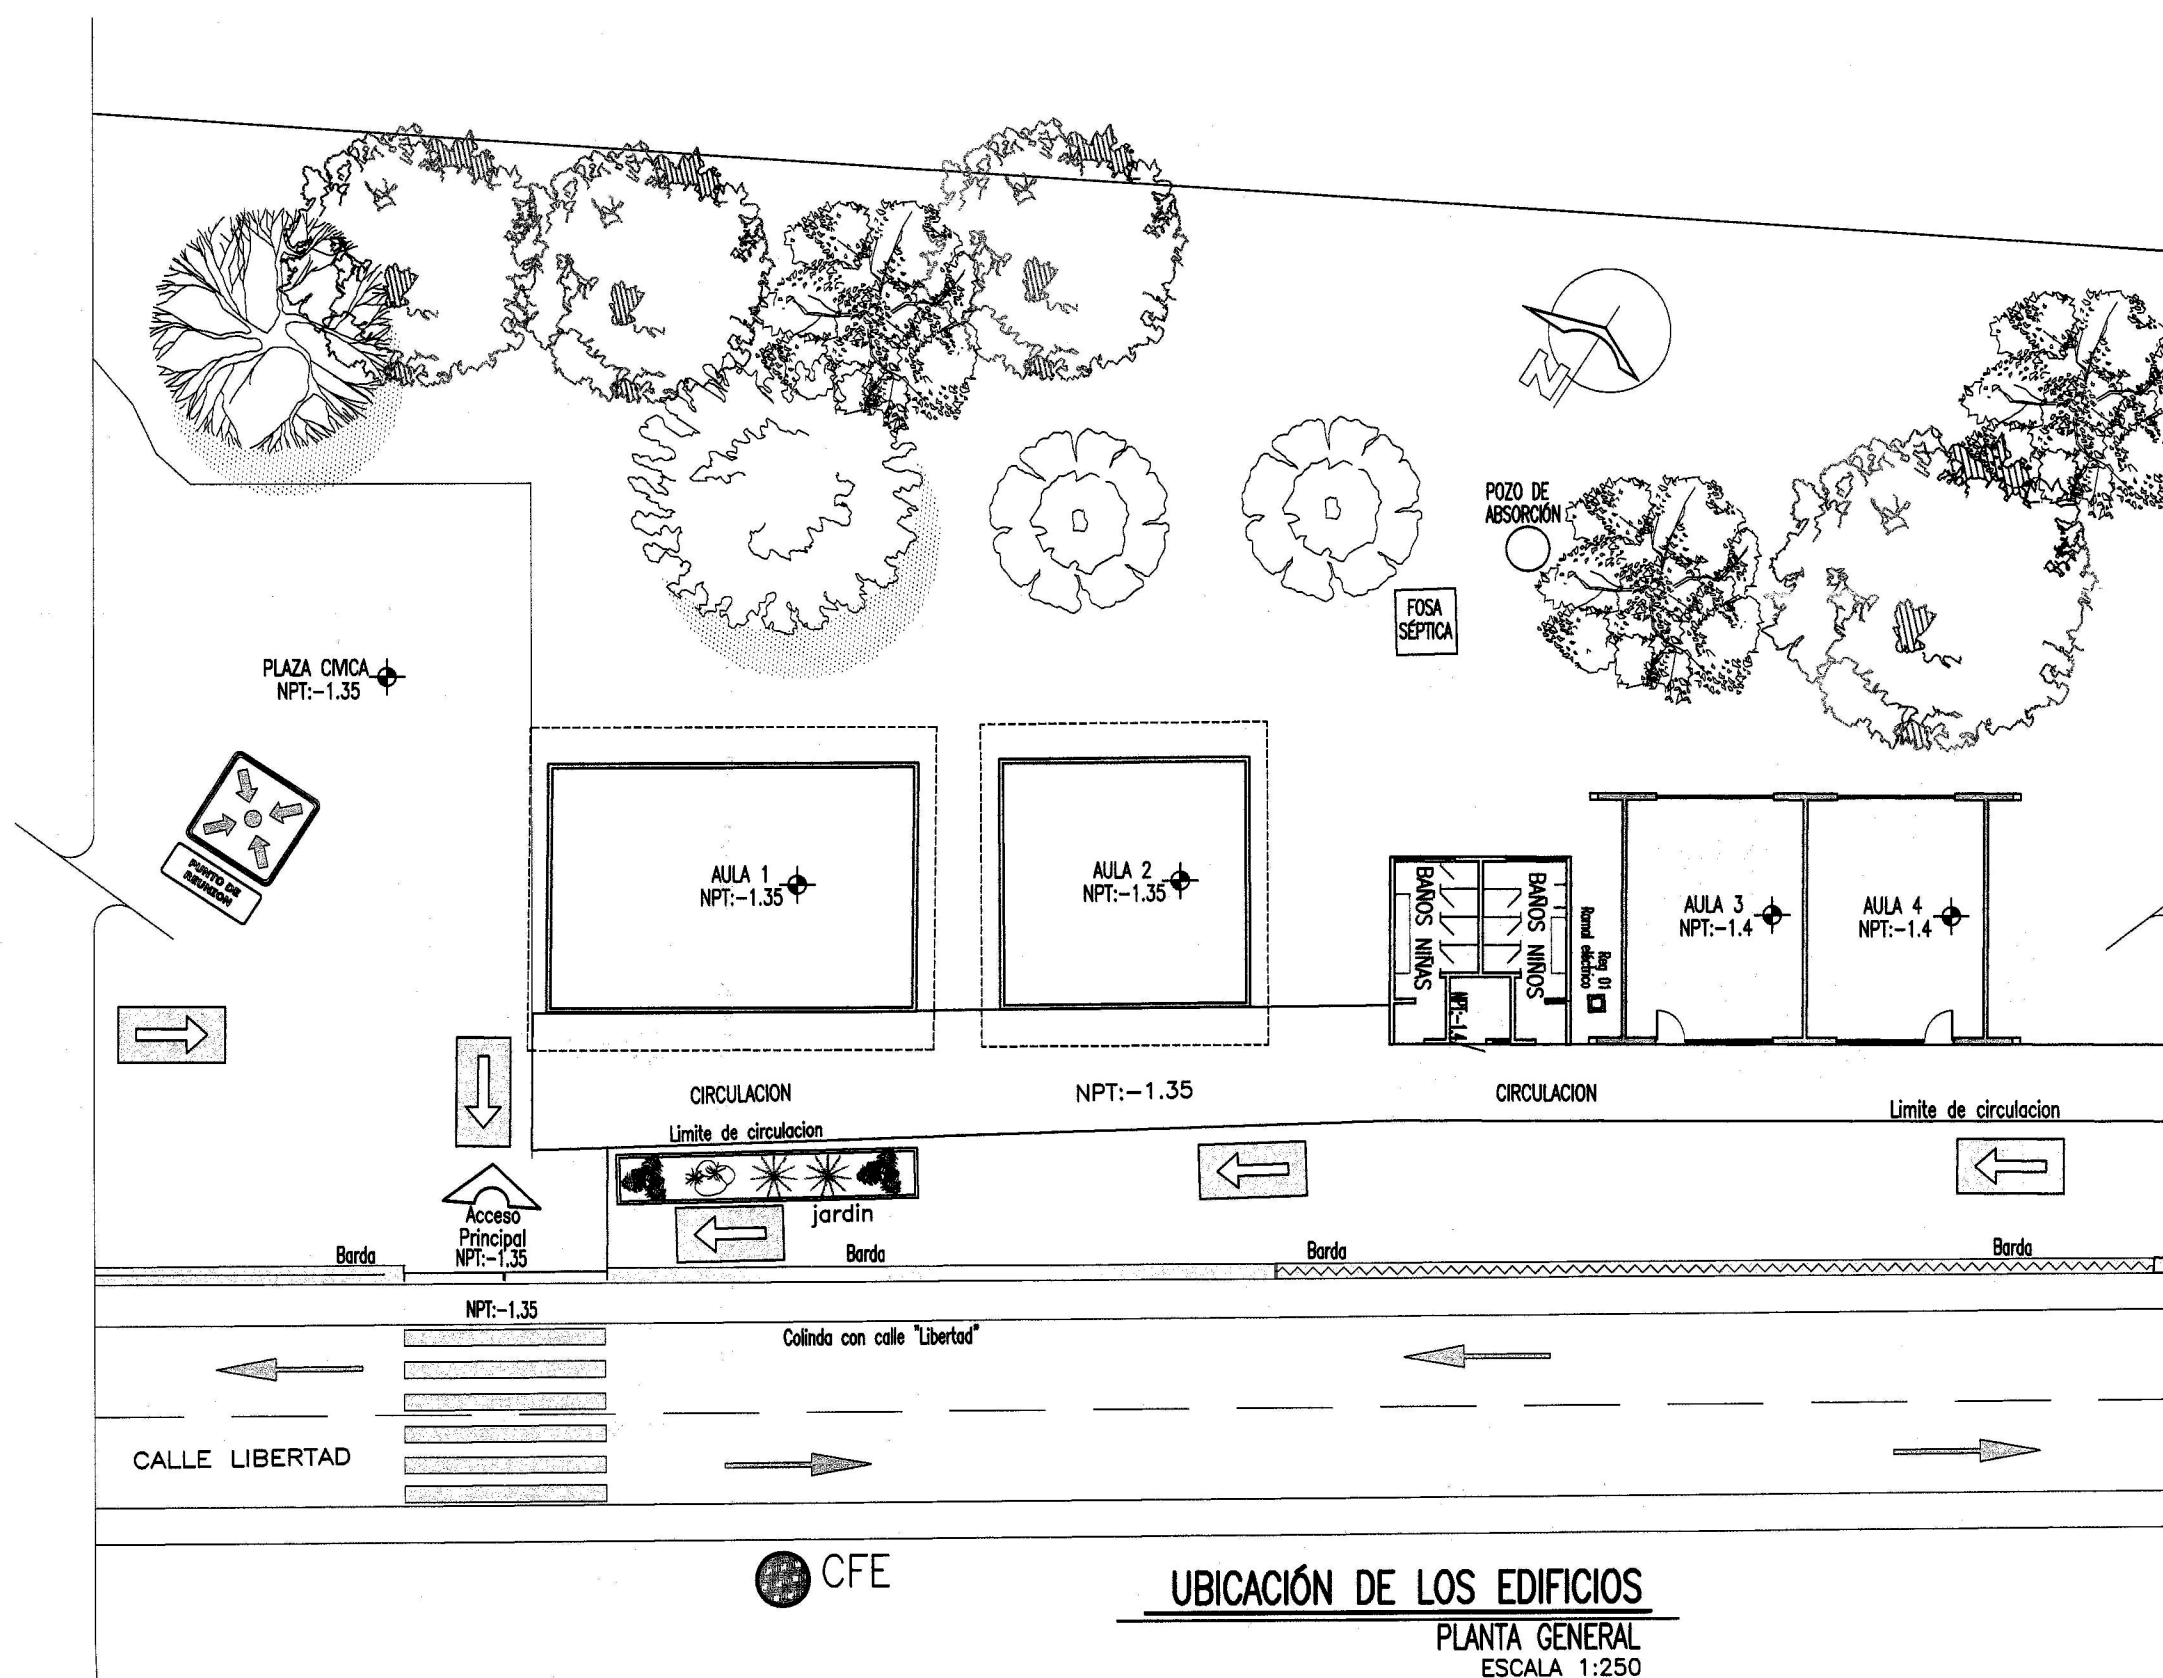 N
POZO DE
ABSORCIÓN
FOSA
SÉPTICA
PLAZA CIVICA
NPT:-1.35
PUNTO DE
REUNION
AULA 1
NPT:-1.35
AULA 2
NPT:-1.35
BAÑOS NIÑAS
BAÑOS NIÑOS
NPT:-1.4
Reg 01
Ramal eléctrico
AULA 3
NPT:-1.4
AULA 4
NPT:-1.4
CIRCULACION
NPT:-1.35
CIRCULACION
Limite de circulacion
Limite de circulacion
jardin
Acceso
Principal
NPT:-1.35
Barda
Barda
Barda
Barda
NPT:-1.35
Colinda con calle "Libertad"
CALLE LIBERTAD
CFE
UBICACIÓN DE LOS EDIFICIOS
PLANTA GENERAL
ESCALA 1:250